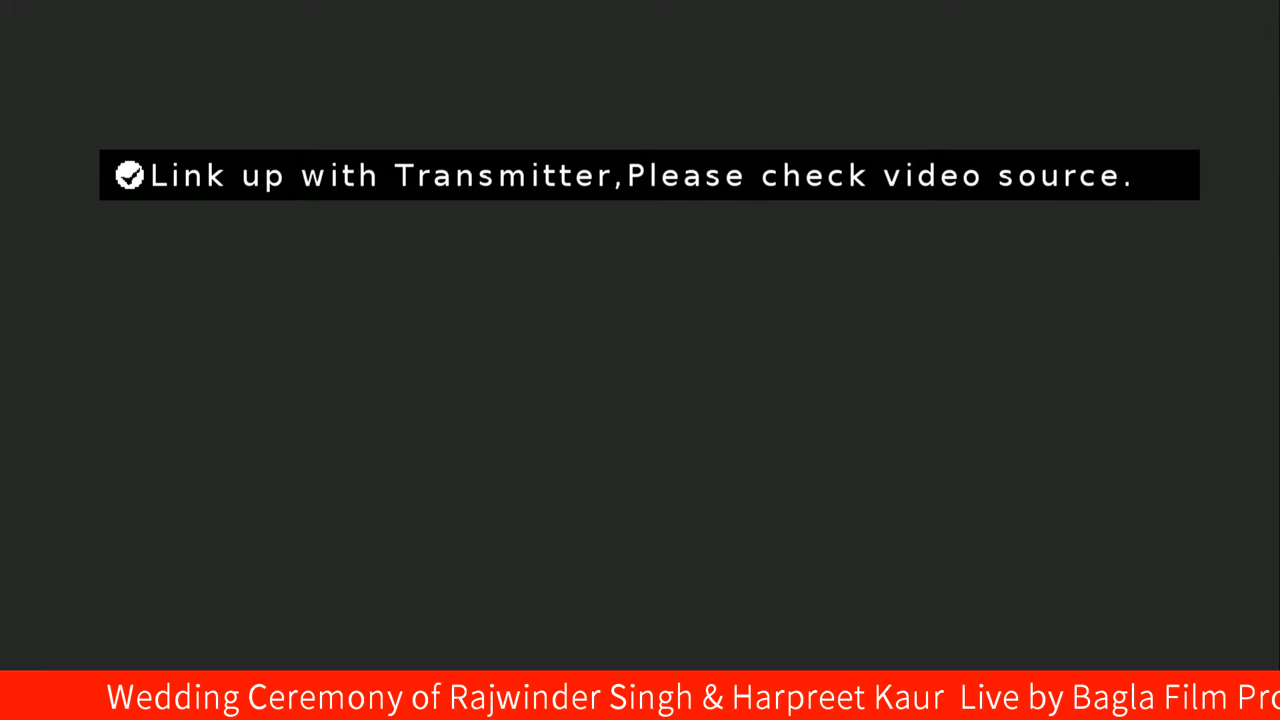 Link up with Transmitter,Please check video source.
Wedding Ceremony of Rajwinder Singh & Harpreet Kaur Live by Bagla Film Pro